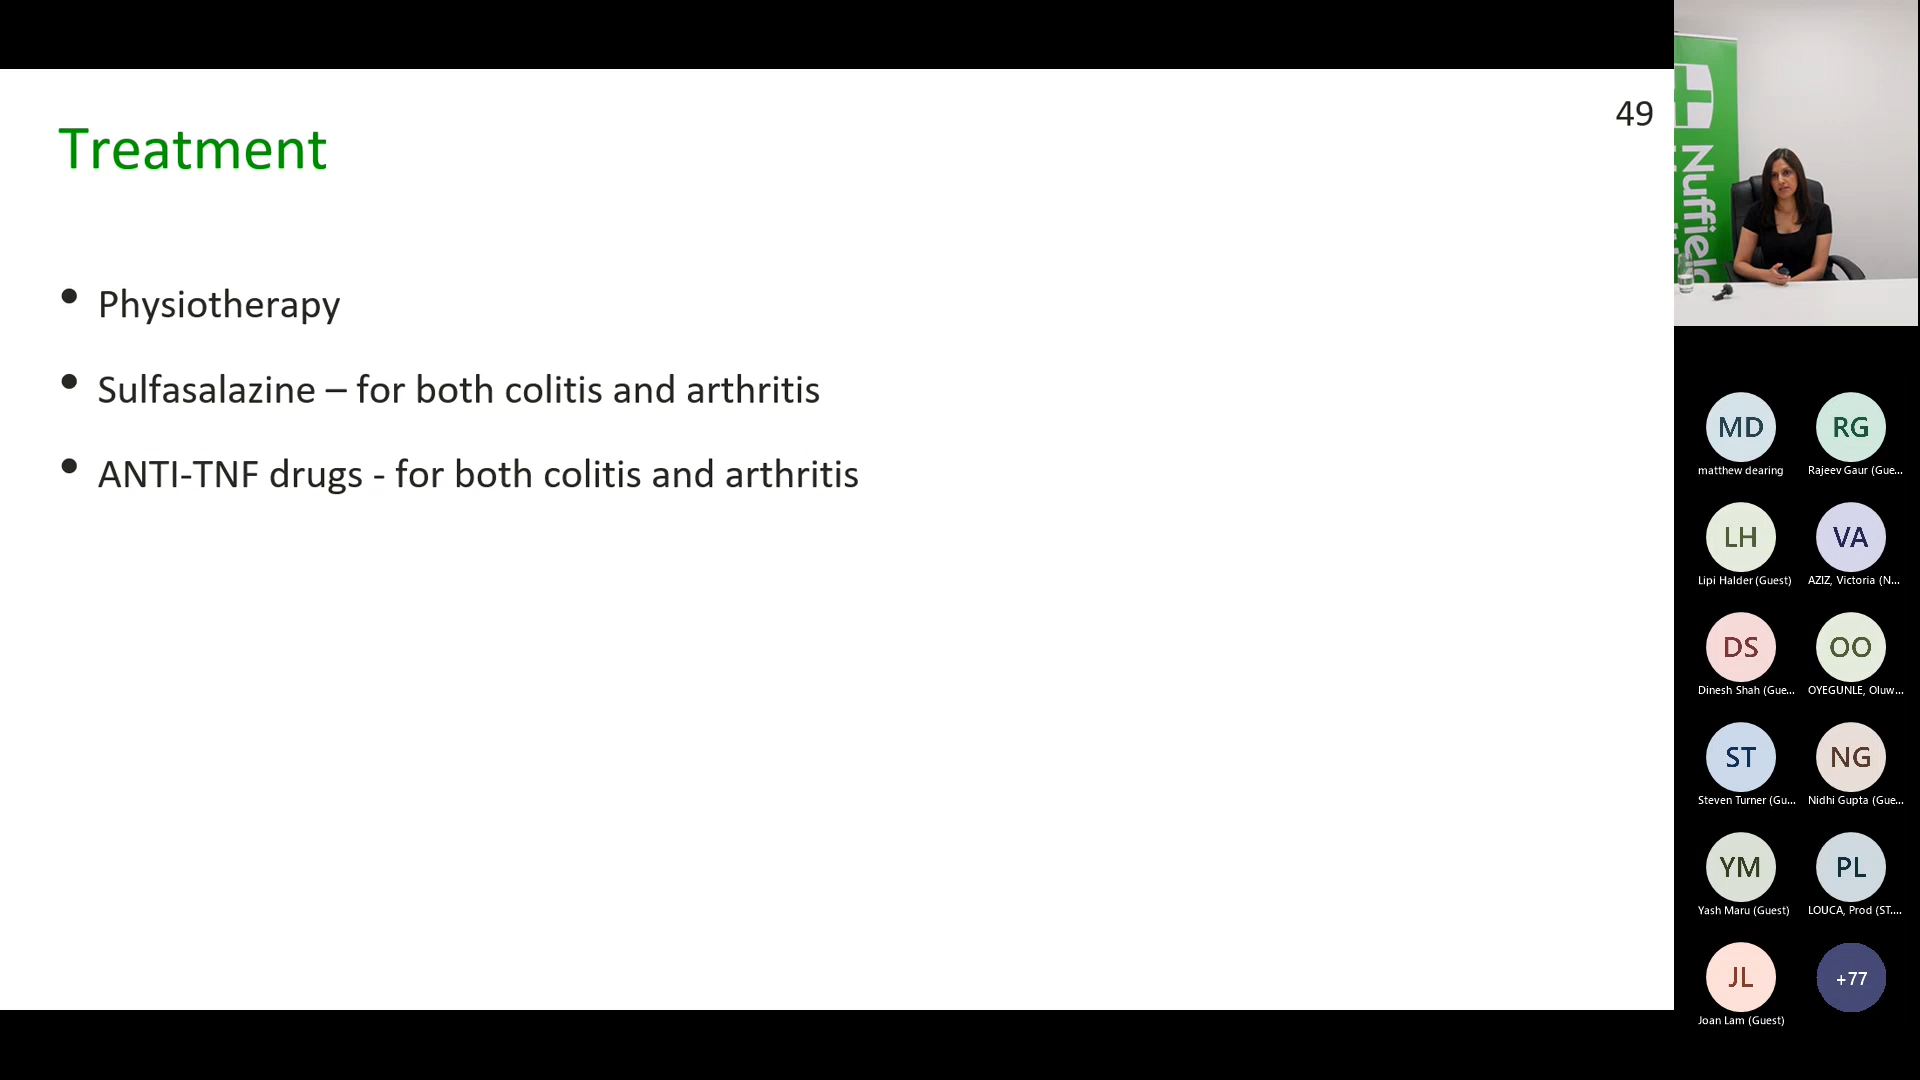 49
Treatment
• Physiotherapy
• Sulfasalazine – for both colitis and arthritis
• ANTI-TNF drugs - for both colitis and arthritis
Nuffield
MD
RG
matthew dearing
Rajeev Gaur (Gue...
LH
VA
Lipi Halder (Guest)
AZIZ, Victoria (N...
DS
OO
Dinesh Shah (Gue...
OYEGUNLE, Oluw...
ST
NG
Steven Turner (Gu...
Nidhi Gupta (Gue...
YM
PL
Yash Maru (Guest)
LOUCA, Prod (ST....
JL
+77
Joan Lam (Guest)